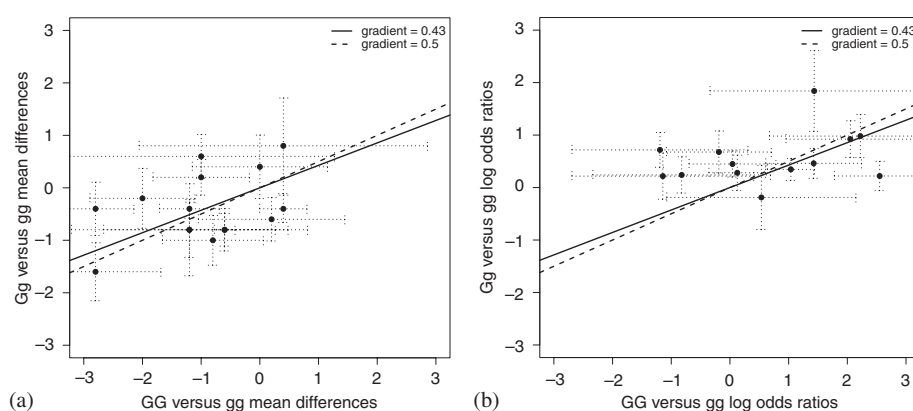 3
2
1
0
−1
−2
−3
Gg versus gg mean differences
gradient = 0.43
gradient = 0.5
−3 −2 −1 0 1 2 3
(a) GG versus gg mean differences
3
2
1
0
−1
−2
−3
Gg versus gg log odds ratios
gradient = 0.43
gradient = 0.5
−3 −2 −1 0 1 2 3
(b) GG versus gg log odds ratios